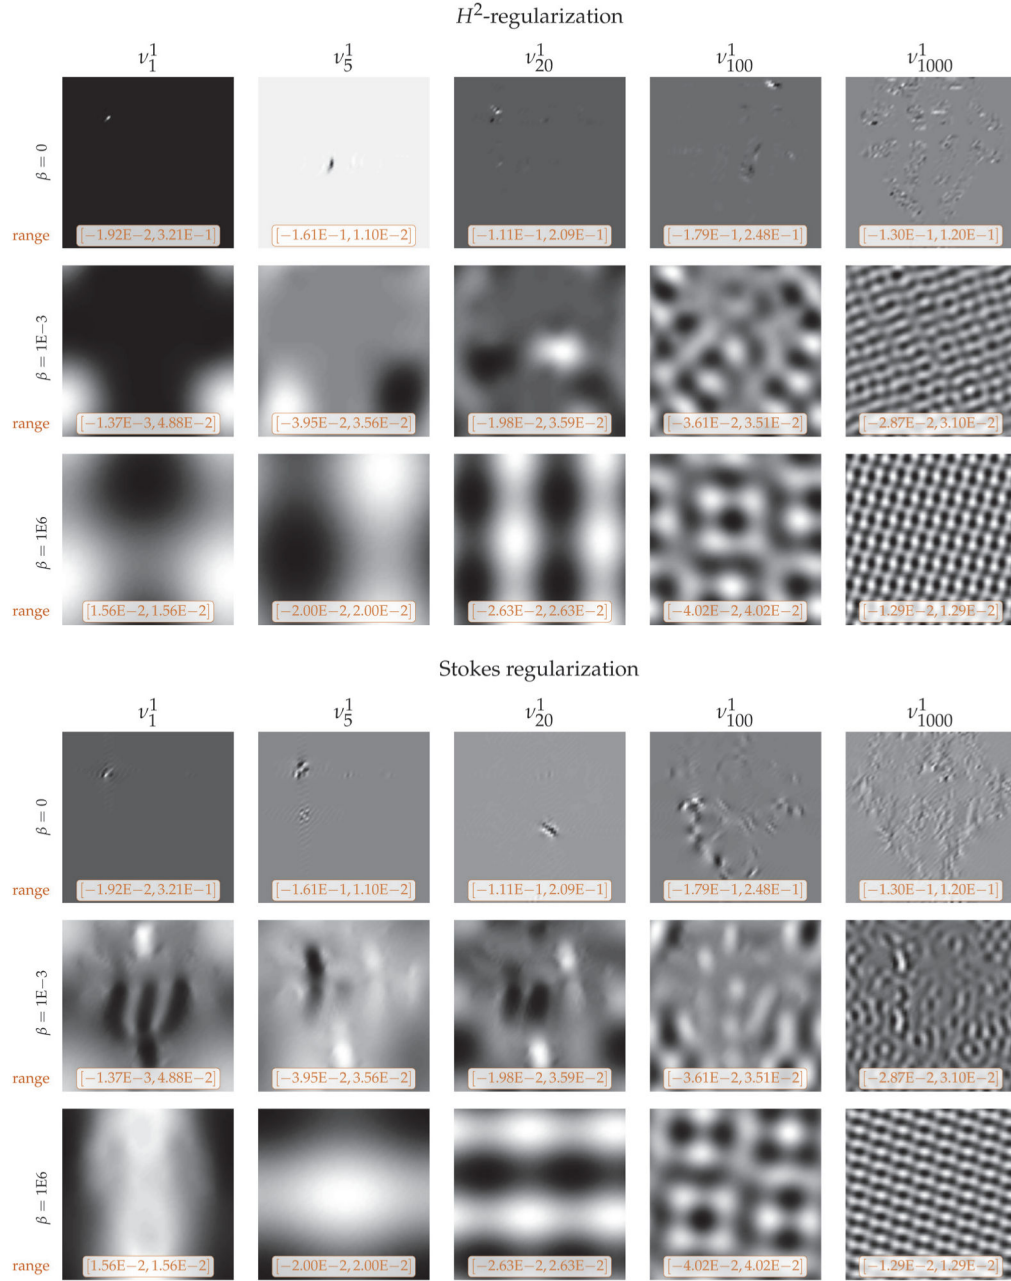 H²-regularization
ν₁¹ ν₅¹ ν₂₀¹ ν₁₀₀¹ ν₁₀₀₀¹
β = 0
range [−1.92E−2, 3.21E−1] [−1.61E−1, 1.10E−2] [−1.11E−1, 2.09E−1] [−1.79E−1, 2.48E−1] [−1.30E−1, 1.20E−1]
β = 1E−3
range [−1.37E−3, 4.88E−2] [−3.95E−2, 3.56E−2] [−1.98E−2, 3.59E−2] [−3.61E−2, 3.51E−2] [−2.87E−2, 3.10E−2]
β = 1E6
range [1.56E−2, 1.56E−2] [−2.00E−2, 2.00E−2] [−2.63E−2, 2.63E−2] [−4.02E−2, 4.02E−2] [−1.29E−2, 1.29E−2]
Stokes regularization
ν₁¹ ν₅¹ ν₂₀¹ ν₁₀₀¹ ν₁₀₀₀¹
β = 0
range [−1.92E−2, 3.21E−1] [−1.61E−1, 1.10E−2] [−1.11E−1, 2.09E−1] [−1.79E−1, 2.48E−1] [−1.30E−1, 1.20E−1]
β = 1E−3
range [−1.37E−3, 4.88E−2] [−3.95E−2, 3.56E−2] [−1.98E−2, 3.59E−2] [−3.61E−2, 3.51E−2] [−2.87E−2, 3.10E−2]
β = 1E6
range [1.56E−2, 1.56E−2] [−2.00E−2, 2.00E−2] [−2.63E−2, 2.63E−2] [−4.02E−2, 4.02E−2] [−1.29E−2, 1.29E−2]